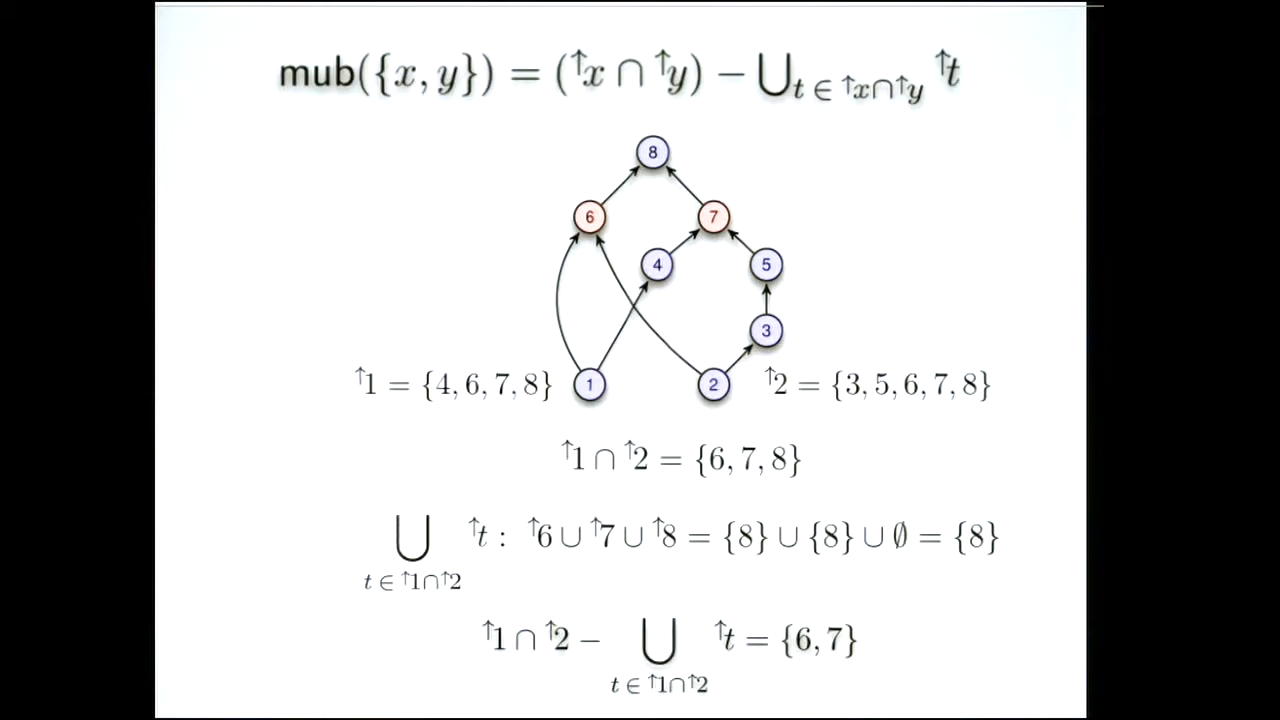 mub({x, y}) = (↑x ∩ ↑y) − ⋃t ∈ ↑x∩↑y ↑t
8
6
7
4
5
3
↑1 = {4, 6, 7, 8}
1
2
↑2 = {3, 5, 6, 7, 8}
↑1 ∩ ↑2 = {6, 7, 8}
⋃ ↑t : ↑6 ∪ ↑7 ∪ ↑8 = {8} ∪ {8} ∪ ∅ = {8}
t ∈ ↑1∩↑2
↑1 ∩ ↑2 − ⋃ ↑t = {6, 7}
t ∈ ↑1∩↑2